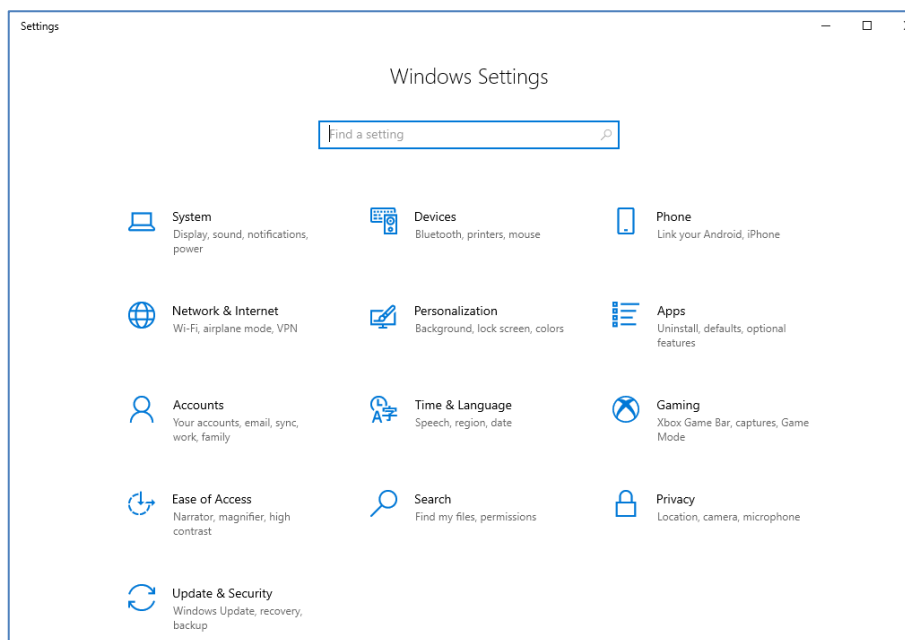 Settings
Windows Settings
Find a setting
System
Display, sound, notifications,
power
Devices
Bluetooth, printers, mouse
Phone
Link your Android, iPhone
Network & Internet
Wi-Fi, airplane mode, VPN
Personalization
Background, lock screen, colors
Apps
Uninstall, defaults, optional
features
Accounts
Your accounts, email, sync,
work, family
Time & Language
Speech, region, date
Gaming
Xbox Game Bar, captures, Game
Mode
Ease of Access
Narrator, magnifier, high
contrast
Search
Find my files, permissions
Privacy
Location, camera, microphone
Update & Security
Windows Update, recovery,
backup